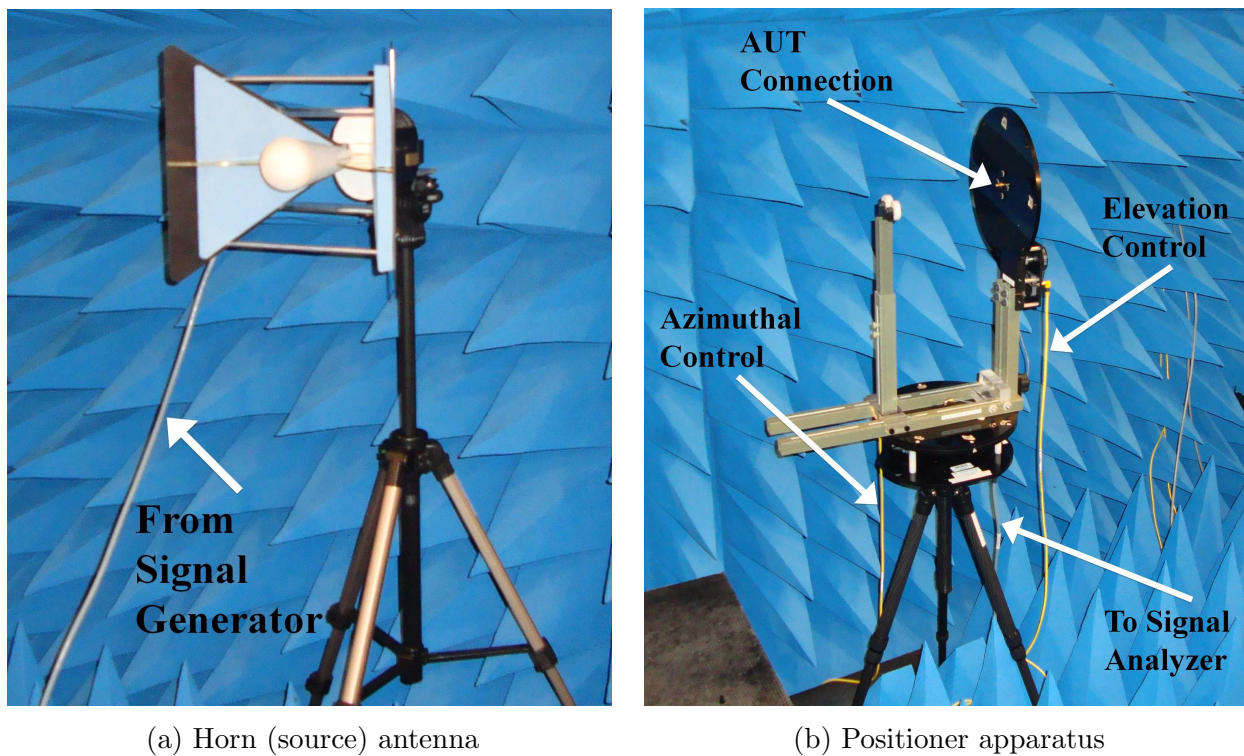 From
Signal
Generator
AUT
Connection
Elevation
Control
Azimuthal
Control
To Signal
Analyzer
(a) Horn (source) antenna
(b) Positioner apparatus